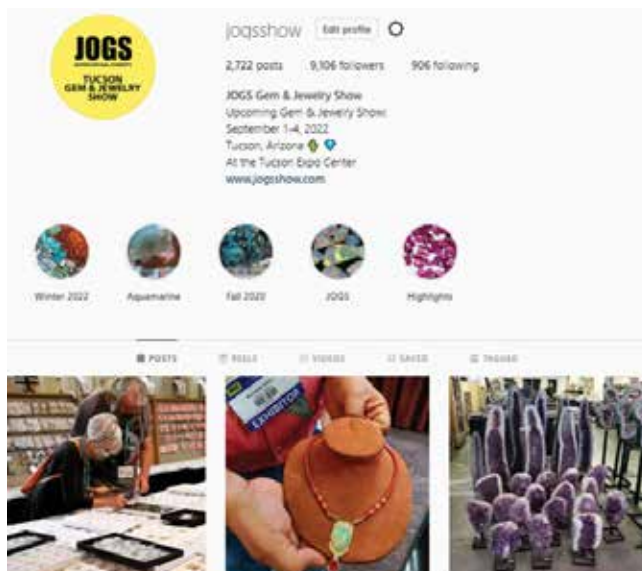 JOGS
TUCSON
GEM & JEWELRY
SHOW
jogsshow Edit profile
2,722 posts 9,106 followers 906 following
JOGS Gem & Jewelry Show
Upcoming Gem & Jewelry Show:
September 1-4, 2022
Tucson, Arizona
At the Tucson Expo Center
www.jogsshow.com
Winter 2022 Aquamarine Fall 2020 JOGS Highlights
POSTS REELS VIDEOS SAVED TAGGED
EXHIBITOR